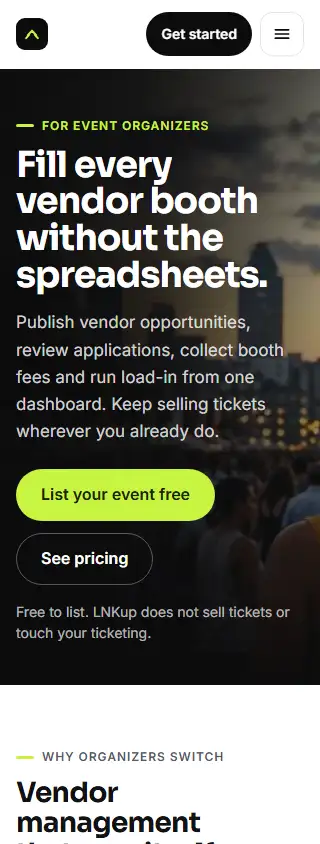 Get started
FOR EVENT ORGANIZERS
Fill every
vendor booth
without the
spreadsheets.
Publish vendor opportunities,
review applications, collect booth
fees and run load-in from one
dashboard. Keep selling tickets
wherever you already do.
List your event free
See pricing
Free to list. LNKup does not sell tickets or
touch your ticketing.
WHY ORGANIZERS SWITCH
Vendor
management